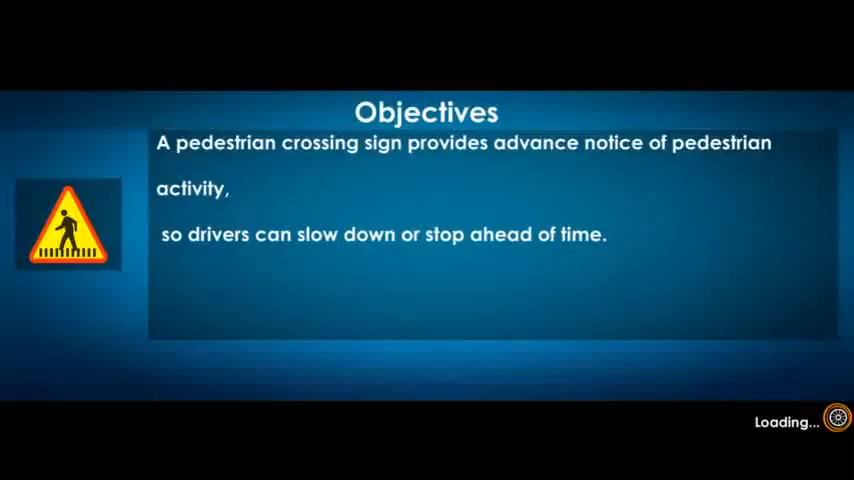 Objectives
A pedestrian crossing sign provides advance notice of pedestrian
activity,
so drivers can slow down or stop ahead of time.
Loading...